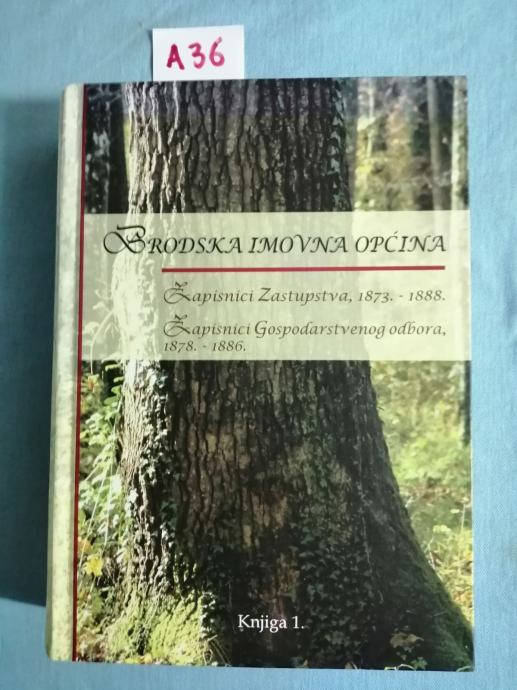 A36
BRODSKA IMOVNA OPĆINA
Zapisnici Zastupstva, 1873. - 1888.
Zapisnici Gospodarstvenog odbora,
1878. - 1886.
Knjiga 1.